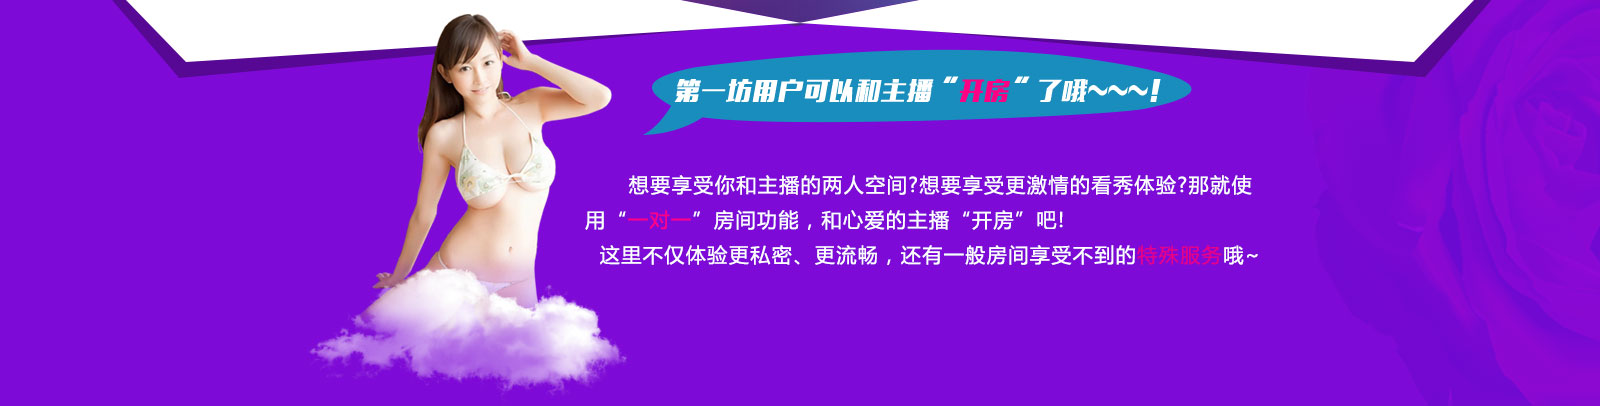 第一坊用户可以和主播“开房”了哦~~~!
想要享受你和主播的两人空间?想要享受更激情的看秀体验?那就使
用“一对一”房间功能，和心爱的主播“开房”吧!
这里不仅体验更私密、更流畅，还有一般房间享受不到的特殊服务哦~